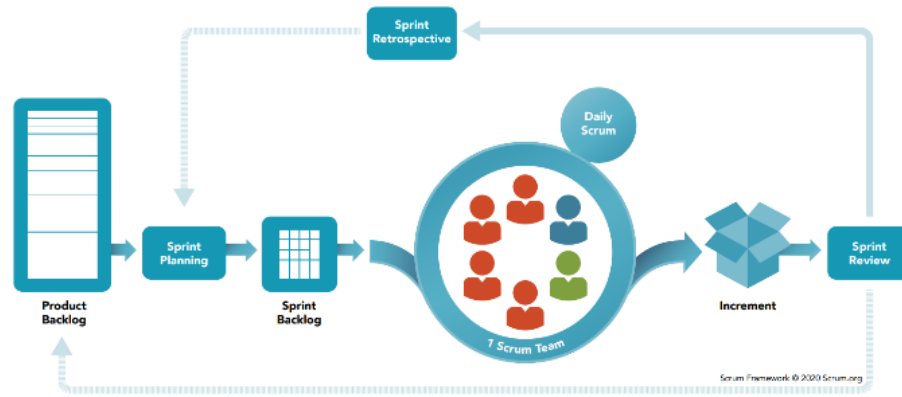 Sprint
Retrospective
Daily
Scrum
Sprint
Planning
Sprint
Review
Product
Backlog
Sprint
Backlog
1 Scrum Team
Increment
Scrum Framework © 2020 Scrum.org